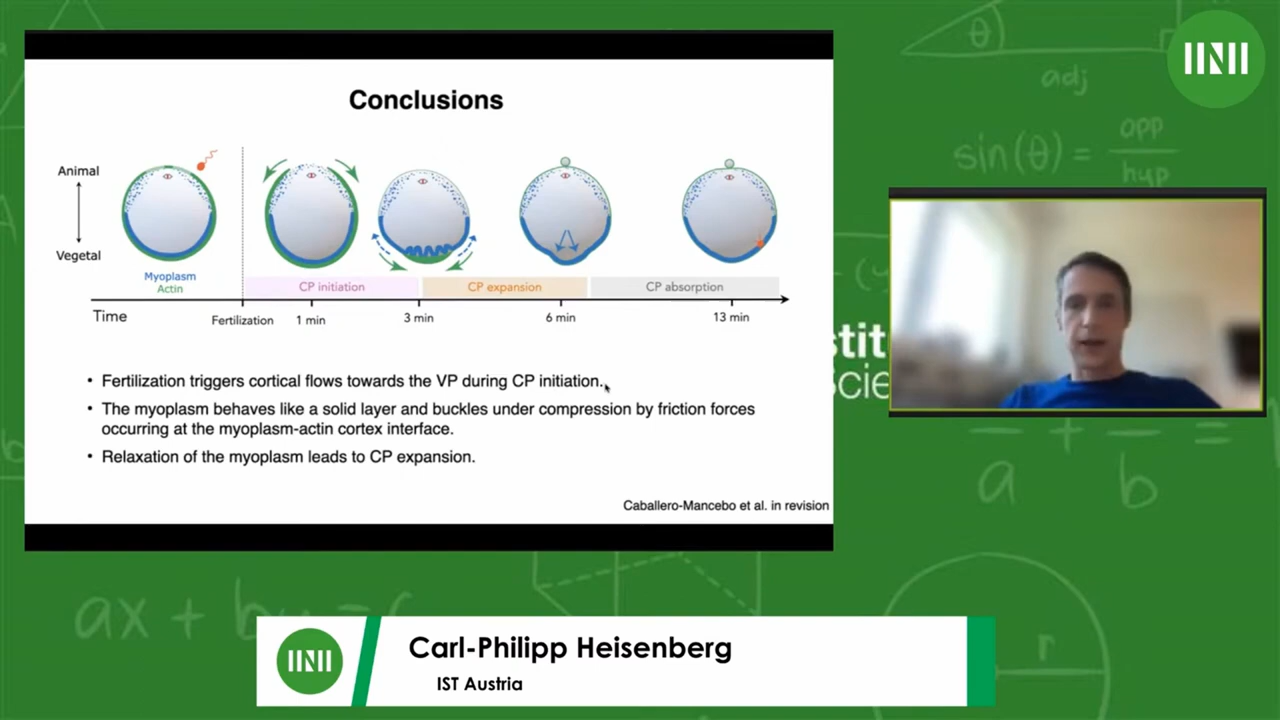 Conclusions
Animal
Vegetal
Myoplasm
Actin
CP initiation
CP expansion
CP absorption
Time
Fertilization
1 min
3 min
6 min
13 min
• Fertilization triggers cortical flows towards the VP during CP initiation.
• The myoplasm behaves like a solid layer and buckles under compression by friction forces
occurring at the myoplasm-actin cortex interface.
• Relaxation of the myoplasm leads to CP expansion.
Caballero-Mancebo et al. in revision
θ
adj
sin(θ) = opp
hyp
stit
Scie
a + b =
ax + b
r
Carl-Philipp Heisenberg
IST Austria